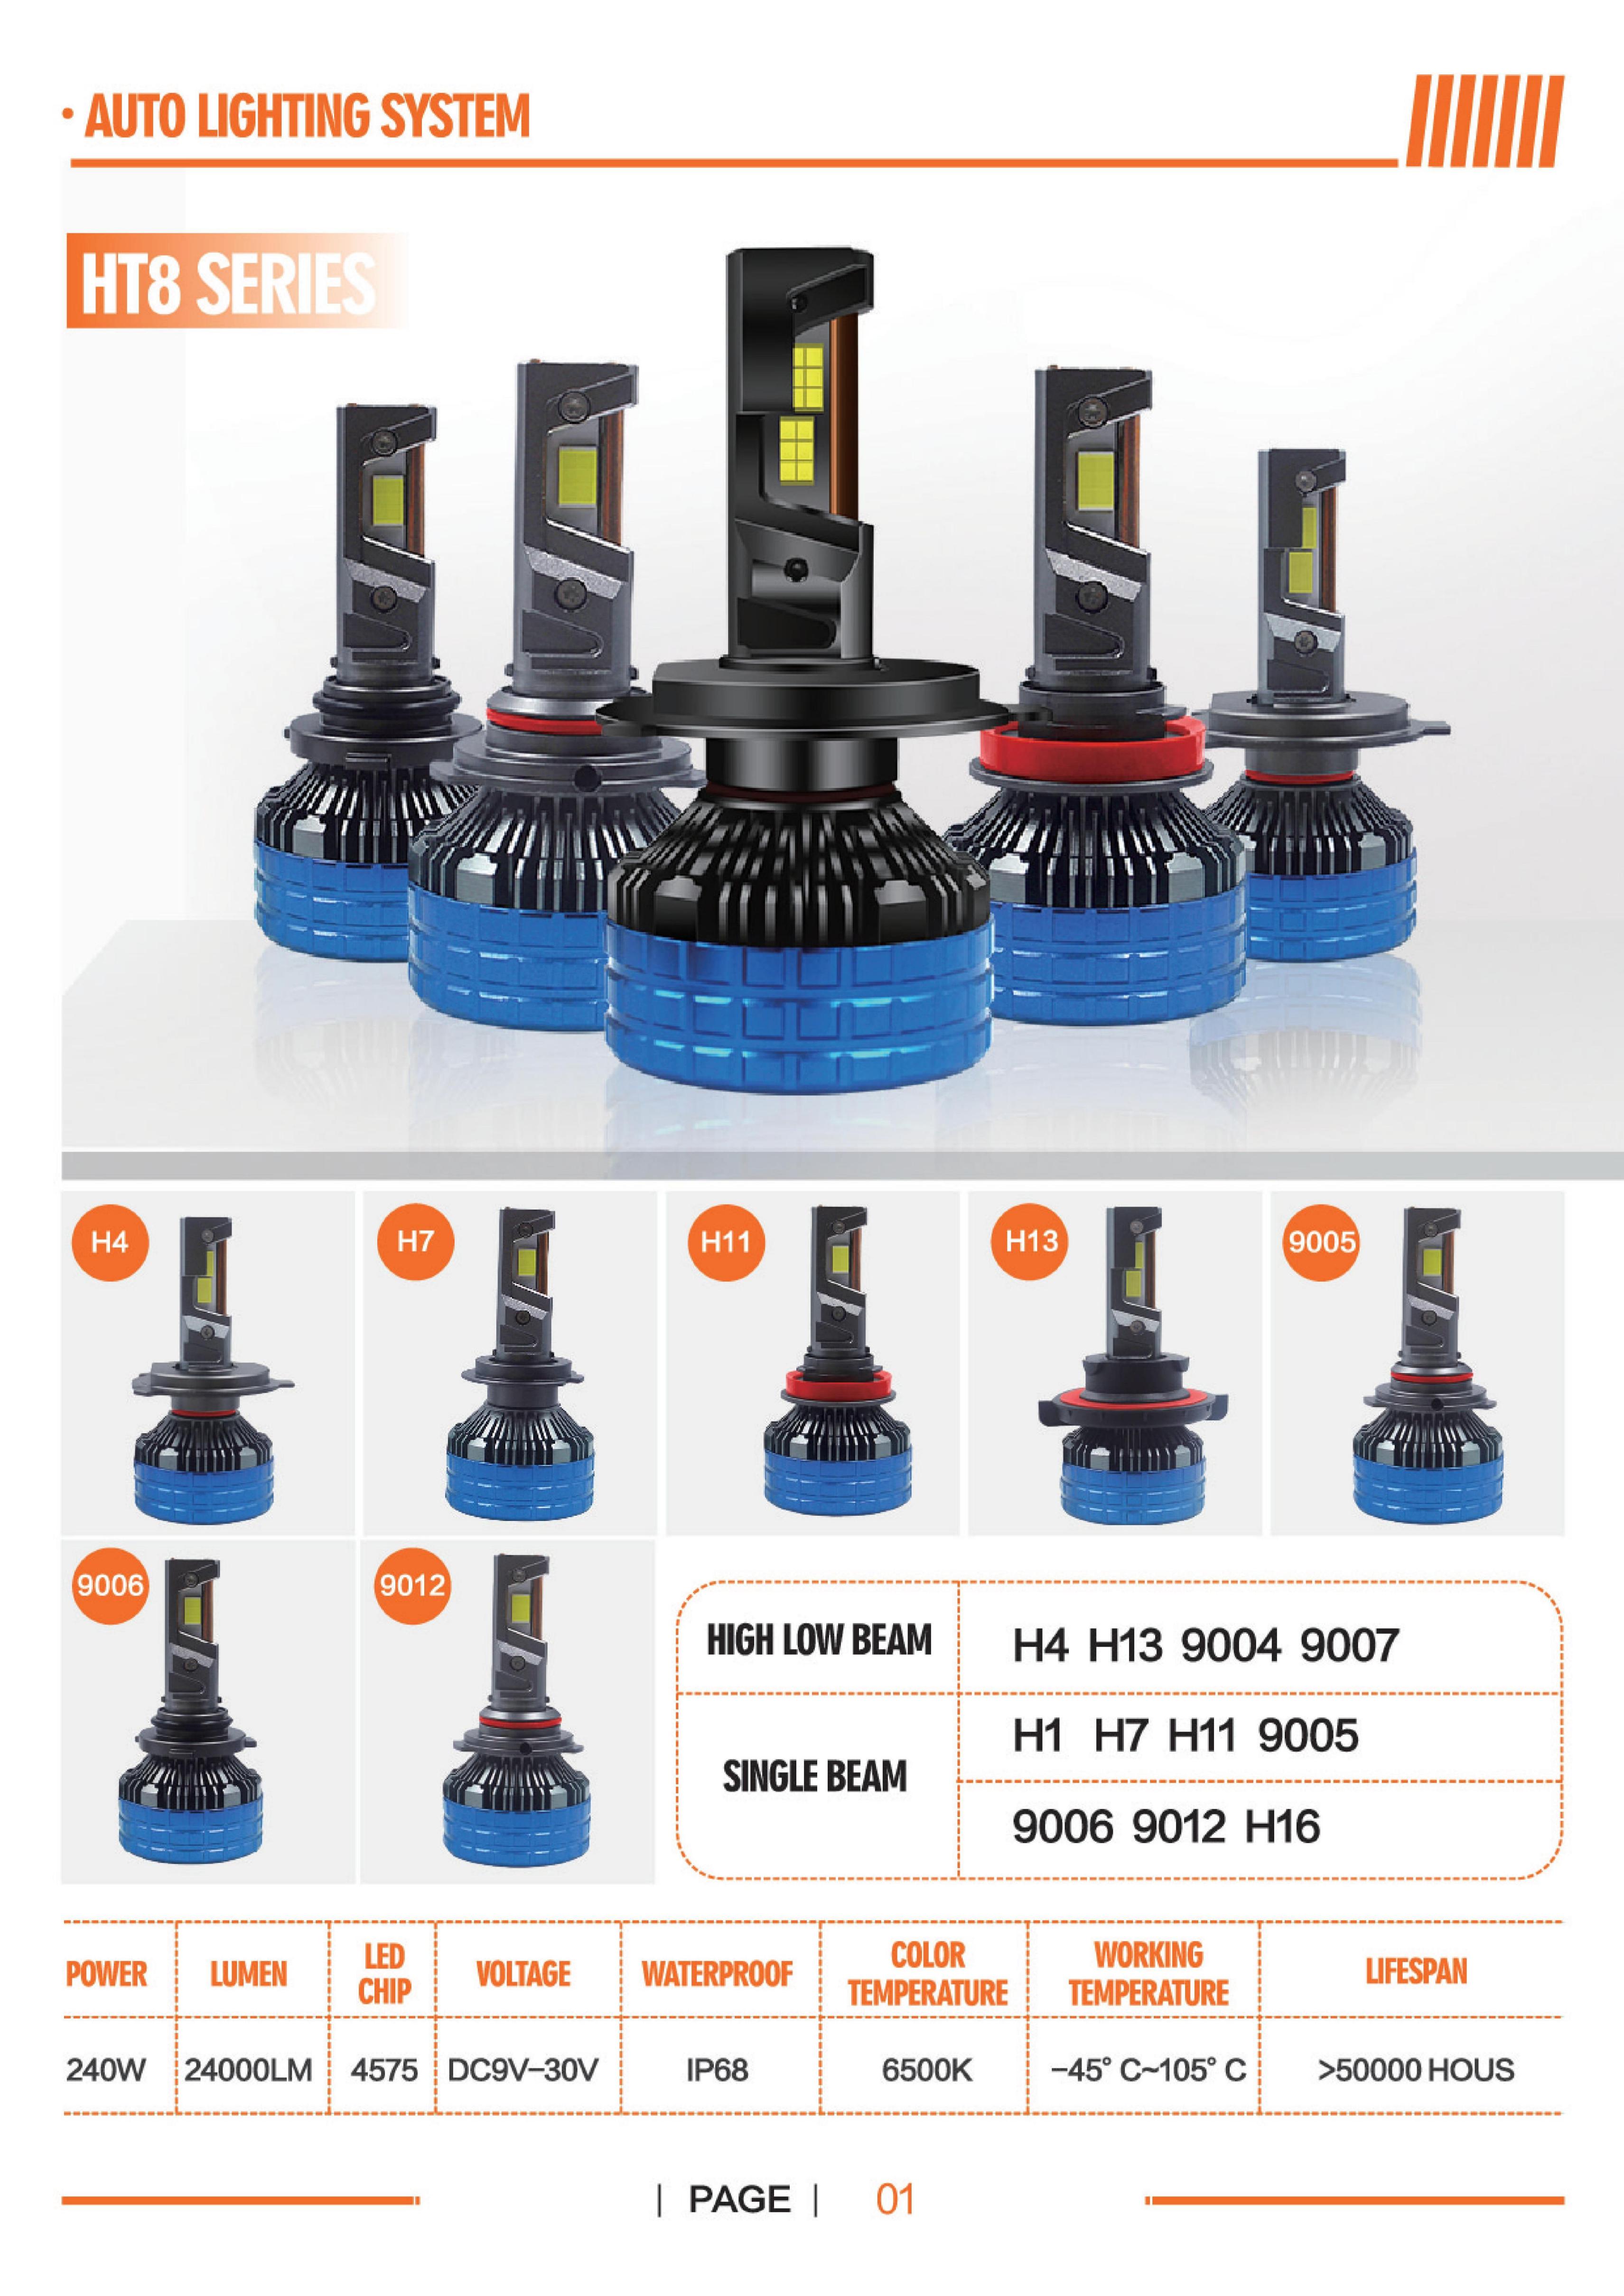 · AUTO LIGHTING SYSTEM
HT8 SERIES
H4
H7
H11
H13
9005
9006
9012
HIGH LOW BEAM
H4 H13 9004 9007
SINGLE BEAM
H1 H7 H11 9005
9006 9012 H16
POWER LUMEN LED CHIP VOLTAGE WATERPROOF COLOR TEMPERATURE WORKING TEMPERATURE LIFESPAN
240W 24000LM 4575 DC9V–30V IP68 6500K –45° C~105° C >50000 HOUS
| PAGE | 01